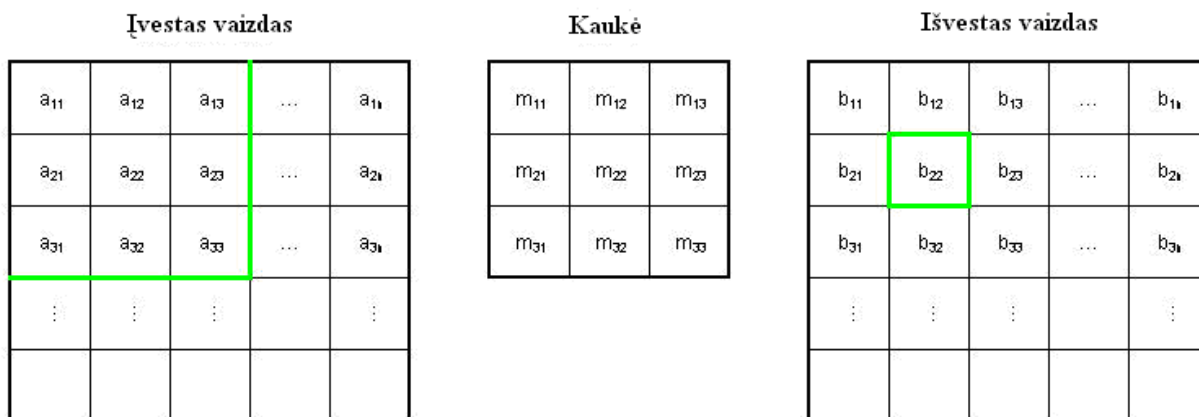 Įvestas vaizdas Kaukė Išvestas vaizdas
a₁₁ a₁₂ a₁₃ ... a₁ₙ m₁₁ m₁₂ m₁₃ b₁₁ b₁₂ b₁₃ ... b₁ₙ
a₂₁ a₂₂ a₂₃ ... a₂ₙ m₂₁ m₂₂ m₂₃ b₂₁ b₂₂ b₂₃ ... b₂ₙ
a₃₁ a₃₂ a₃₃ ... a₃ₙ m₃₁ m₃₂ m₃₃ b₃₁ b₃₂ b₃₃ ... b₃ₙ
⋮ ⋮ ⋮ ⋮ ⋮ ⋮ ⋮ ⋮